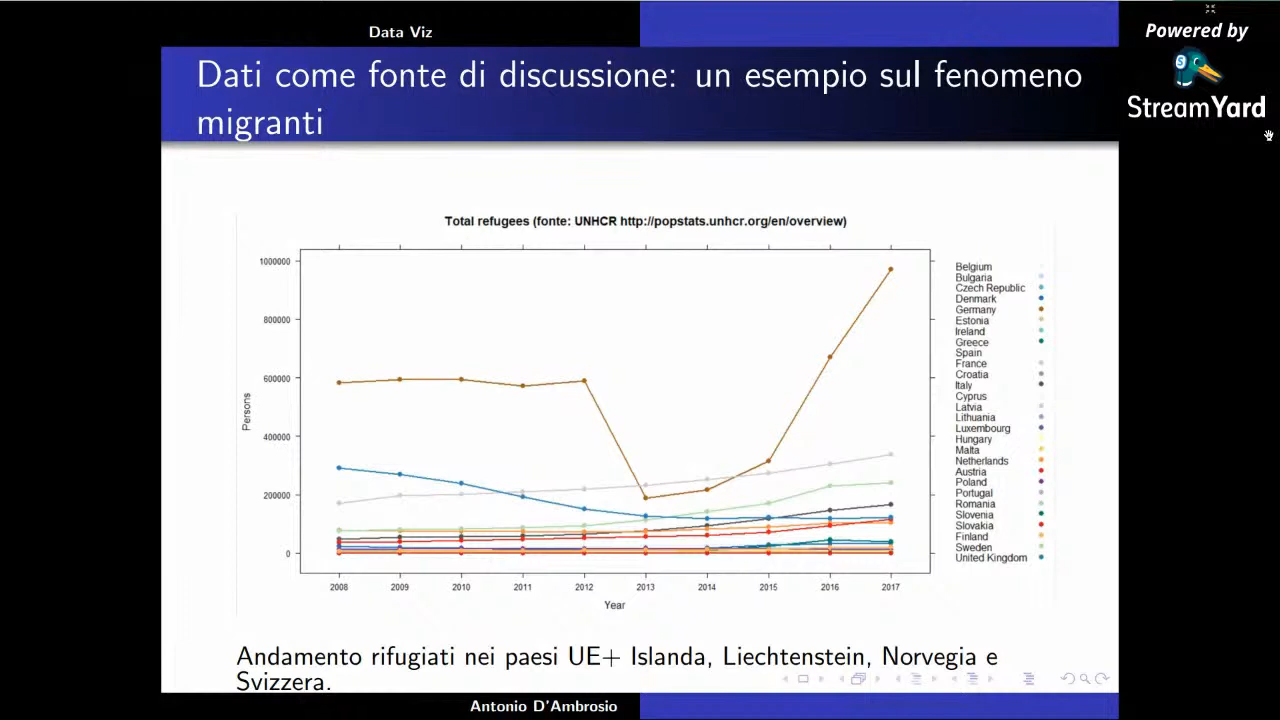 Data Viz
Powered by
StreamYard
Dati come fonte di discussione: un esempio sul fenomeno
migranti
Total refugees (fonte: UNHCR http://popstats.unhcr.org/en/overview)
1000000
800000
600000
400000
200000
0
Persons
2008 2009 2010 2011 2012 2013 2014 2015 2016 2017
Year
Belgium
Bulgaria
Czech Republic
Denmark
Germany
Estonia
Ireland
Greece
Spain
France
Croatia
Italy
Cyprus
Latvia
Lithuania
Luxembourg
Hungary
Malta
Netherlands
Austria
Poland
Portugal
Romania
Slovenia
Slovakia
Finland
Sweden
United Kingdom
Andamento rifugiati nei paesi UE+ Islanda, Liechtenstein, Norvegia e
Svizzera.
Antonio D'Ambrosio